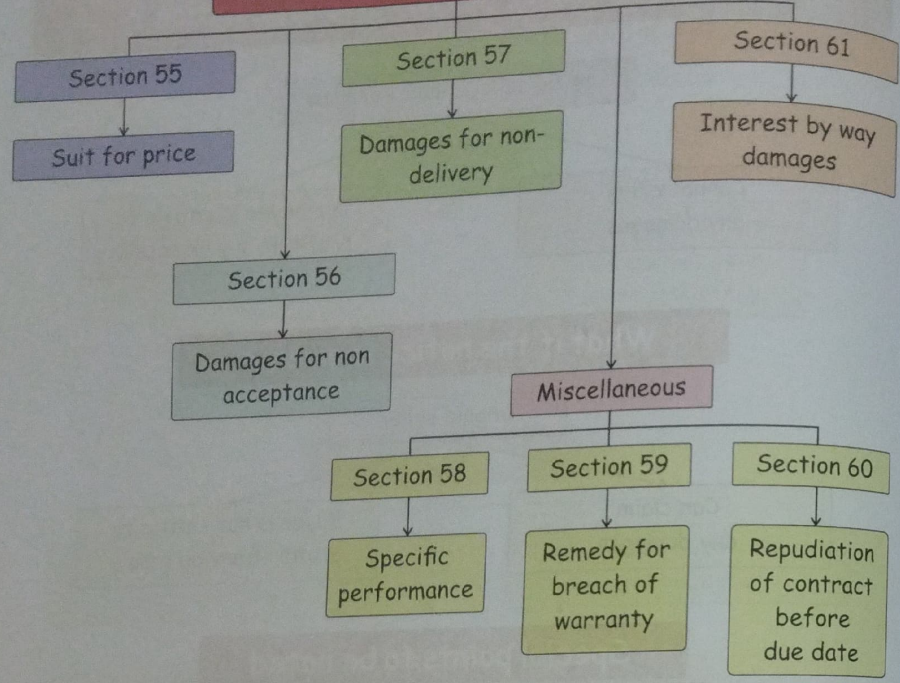 Section 55
Suit for price
Section 57
Damages for non-
delivery
Section 61
Interest by way
damages
Section 56
Damages for non
acceptance
Miscellaneous
Section 58
Specific
performance
Section 59
Remedy for
breach of
warranty
Section 60
Repudiation
of contract
before
due date